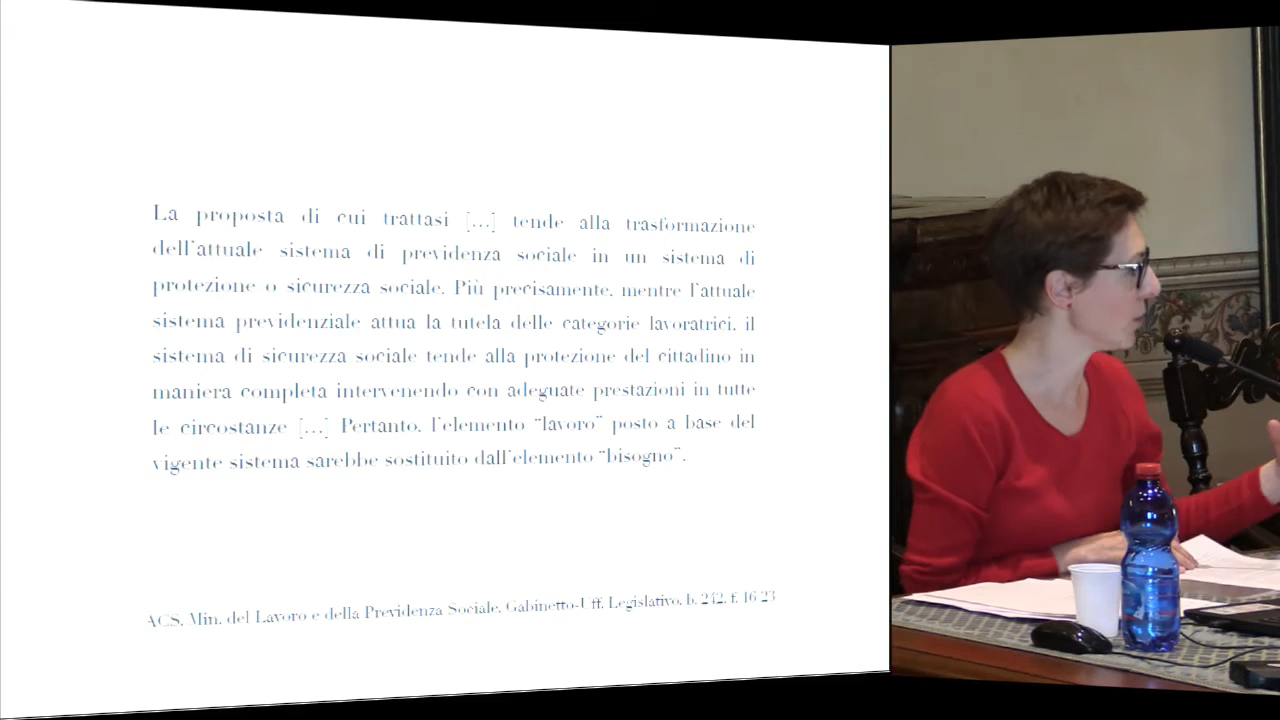 La proposta di cui trattasi [...] tende alla trasformazione
dell'attuale sistema di previdenza sociale in un sistema di
protezione o sicurezza sociale. Più precisamente, mentre l'attuale
sistema previdenziale attua la tutela delle categorie lavoratrici, il
sistema di sicurezza sociale tende alla protezione del cittadino in
maniera completa intervenendo con adeguate prestazioni in tutte
le circostanze [...] Pertanto, l'elemento “lavoro” posto a base del
vigente sistema sarebbe sostituito dall'elemento “bisogno”.
ACS, Min. del Lavoro e della Previdenza Sociale, Gabinetto-Uff. Legislativo, b. 242, f. 16 23